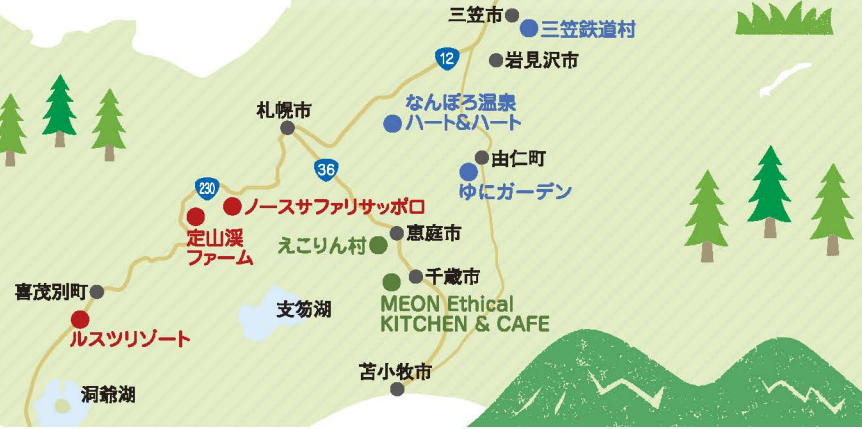 三笠市
三笠鉄道村
12
岩見沢市
なんぽろ温泉
ハート&ハート
札幌市
由仁町
36
ゆにガーデン
230
ノースサファリサッポロ
定山渓
ファーム
恵庭市
えこりん村
千歳市
喜茂別町
MEON Ethical
KITCHEN & CAFE
支笏湖
ルスツリゾート
苫小牧市
洞爺湖